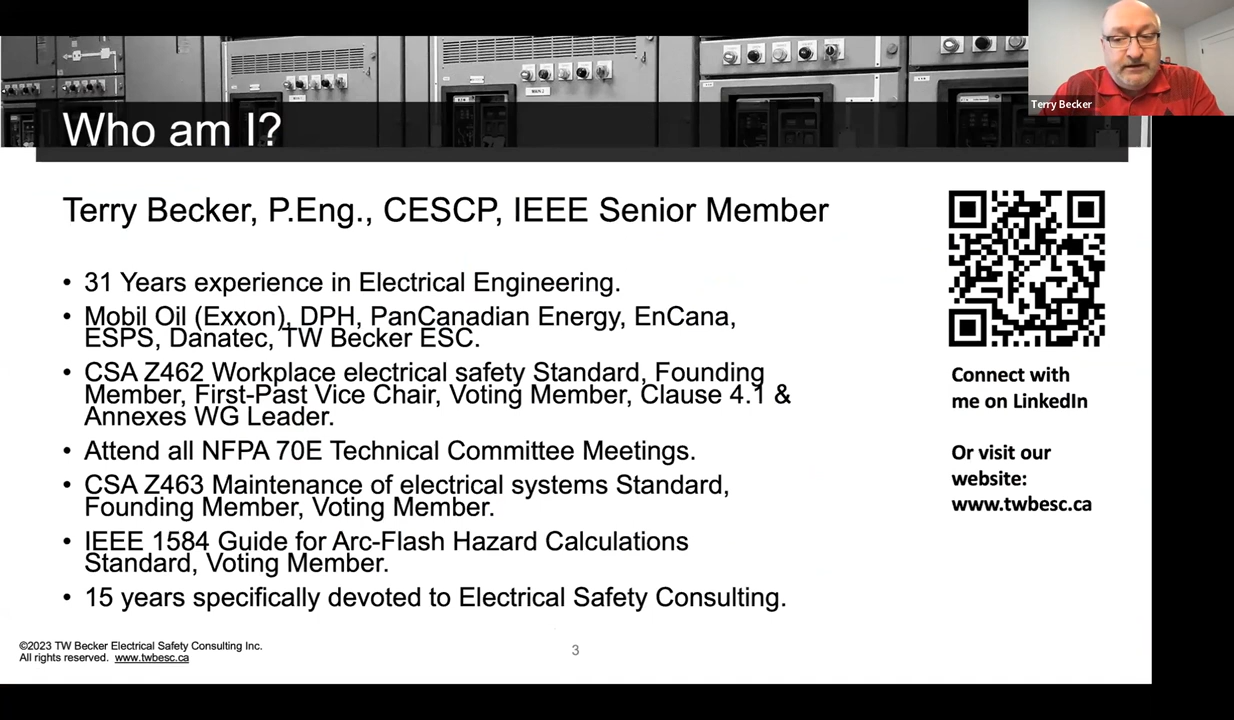 Who am I?
Terry Becker
Terry Becker, P.Eng., CESCP, IEEE Senior Member
• 31 Years experience in Electrical Engineering.
• Mobil Oil (Exxon), DPH, PanCanadian Energy, EnCana,
ESPS, Danatec, TW Becker ESC.
• CSA Z462 Workplace electrical safety Standard, Founding
Member, First-Past Vice Chair, Voting Member, Clause 4.1 &
Annexes WG Leader.
• Attend all NFPA 70E Technical Committee Meetings.
• CSA Z463 Maintenance of electrical systems Standard,
Founding Member, Voting Member.
• IEEE 1584 Guide for Arc-Flash Hazard Calculations
Standard, Voting Member.
• 15 years specifically devoted to Electrical Safety Consulting.
Connect with
me on LinkedIn
Or visit our
website:
www.twbesc.ca
©2023 TW Becker Electrical Safety Consulting Inc.
All rights reserved. www.twbesc.ca
3